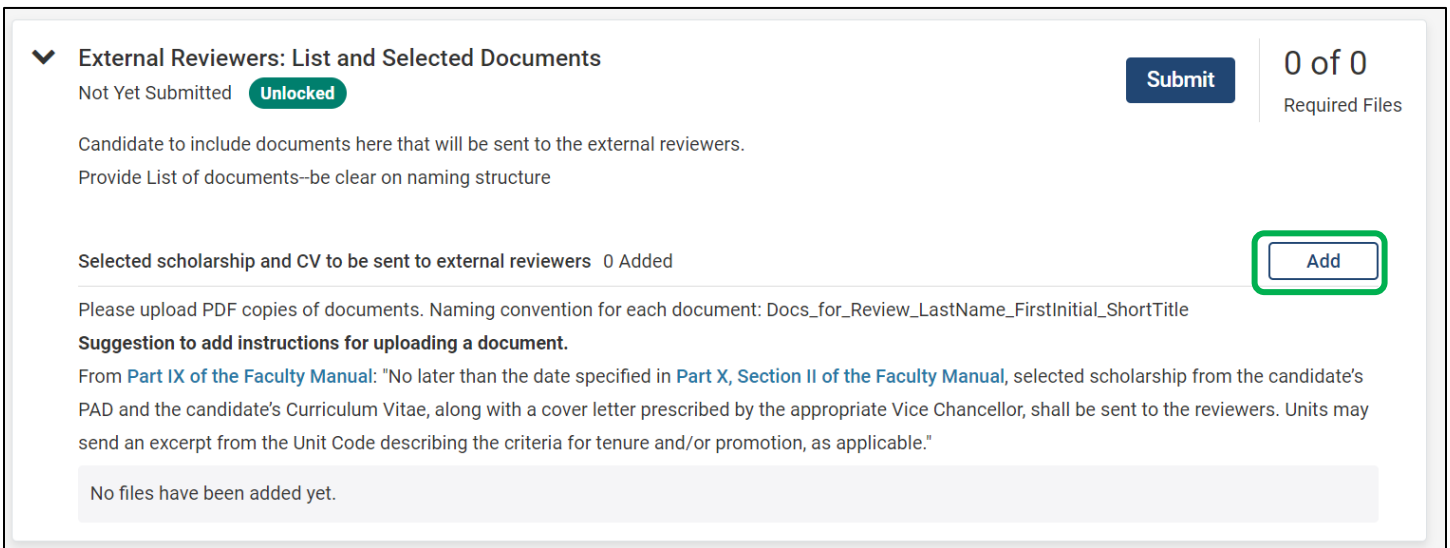 External Reviewers: List and Selected Documents
Not Yet Submitted Unlocked
Submit
0 of 0
Required Files
Candidate to include documents here that will be sent to the external reviewers.
Provide List of documents--be clear on naming structure
Selected scholarship and CV to be sent to external reviewers 0 Added
Add
Please upload PDF copies of documents. Naming convention for each document: Docs_for_Review_LastName_FirstInitial_ShortTitle
Suggestion to add instructions for uploading a document.
From Part IX of the Faculty Manual: "No later than the date specified in Part X, Section II of the Faculty Manual, selected scholarship from the candidate’s
PAD and the candidate’s Curriculum Vitae, along with a cover letter prescribed by the appropriate Vice Chancellor, shall be sent to the reviewers. Units may
send an excerpt from the Unit Code describing the criteria for tenure and/or promotion, as applicable."
No files have been added yet.